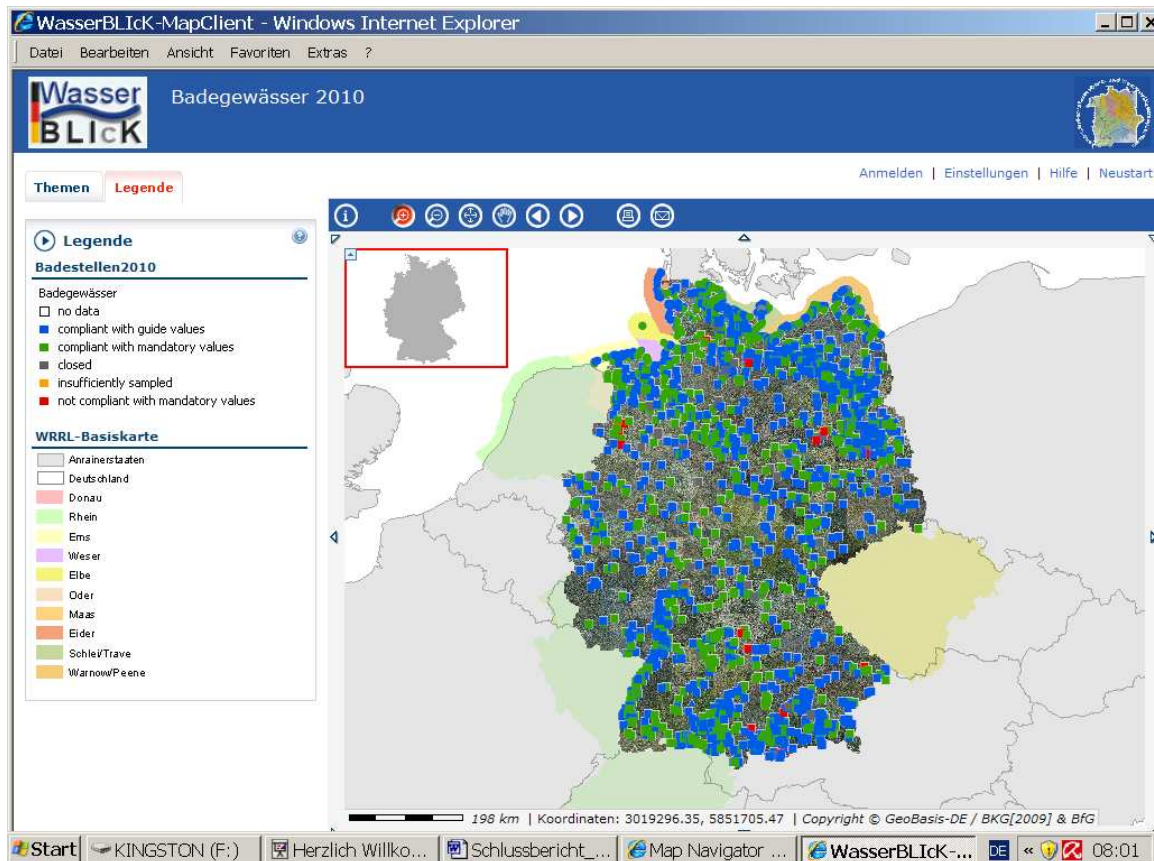 WasserBLIcK-MapClient - Windows Internet Explorer
Datei Bearbeiten Ansicht Favoriten Extras ?
Wasser
BLIcK
Badegewässer 2010
Anmelden | Einstellungen | Hilfe | Neustart
Themen Legende
Legende
Badestellen2010
Badegewässer
no data
compliant with guide values
compliant with mandatory values
closed
insufficiently sampled
not compliant with mandatory values
WRRL-Basiskarte
Anrainerstaaten
Deutschland
Donau
Rhein
Ems
Weser
Elbe
Oder
Maas
Eider
Schlei/Trave
Warnow/Peene
198 km | Koordinaten: 3019296.35, 5851705.47 | Copyright © GeoBasis-DE / BKG[2009] & BfG
Start KINGSTON (F:) Herzlich Willko... Schlussbericht_... Map Navigator ... WasserBLIcK-... DE « 08:01